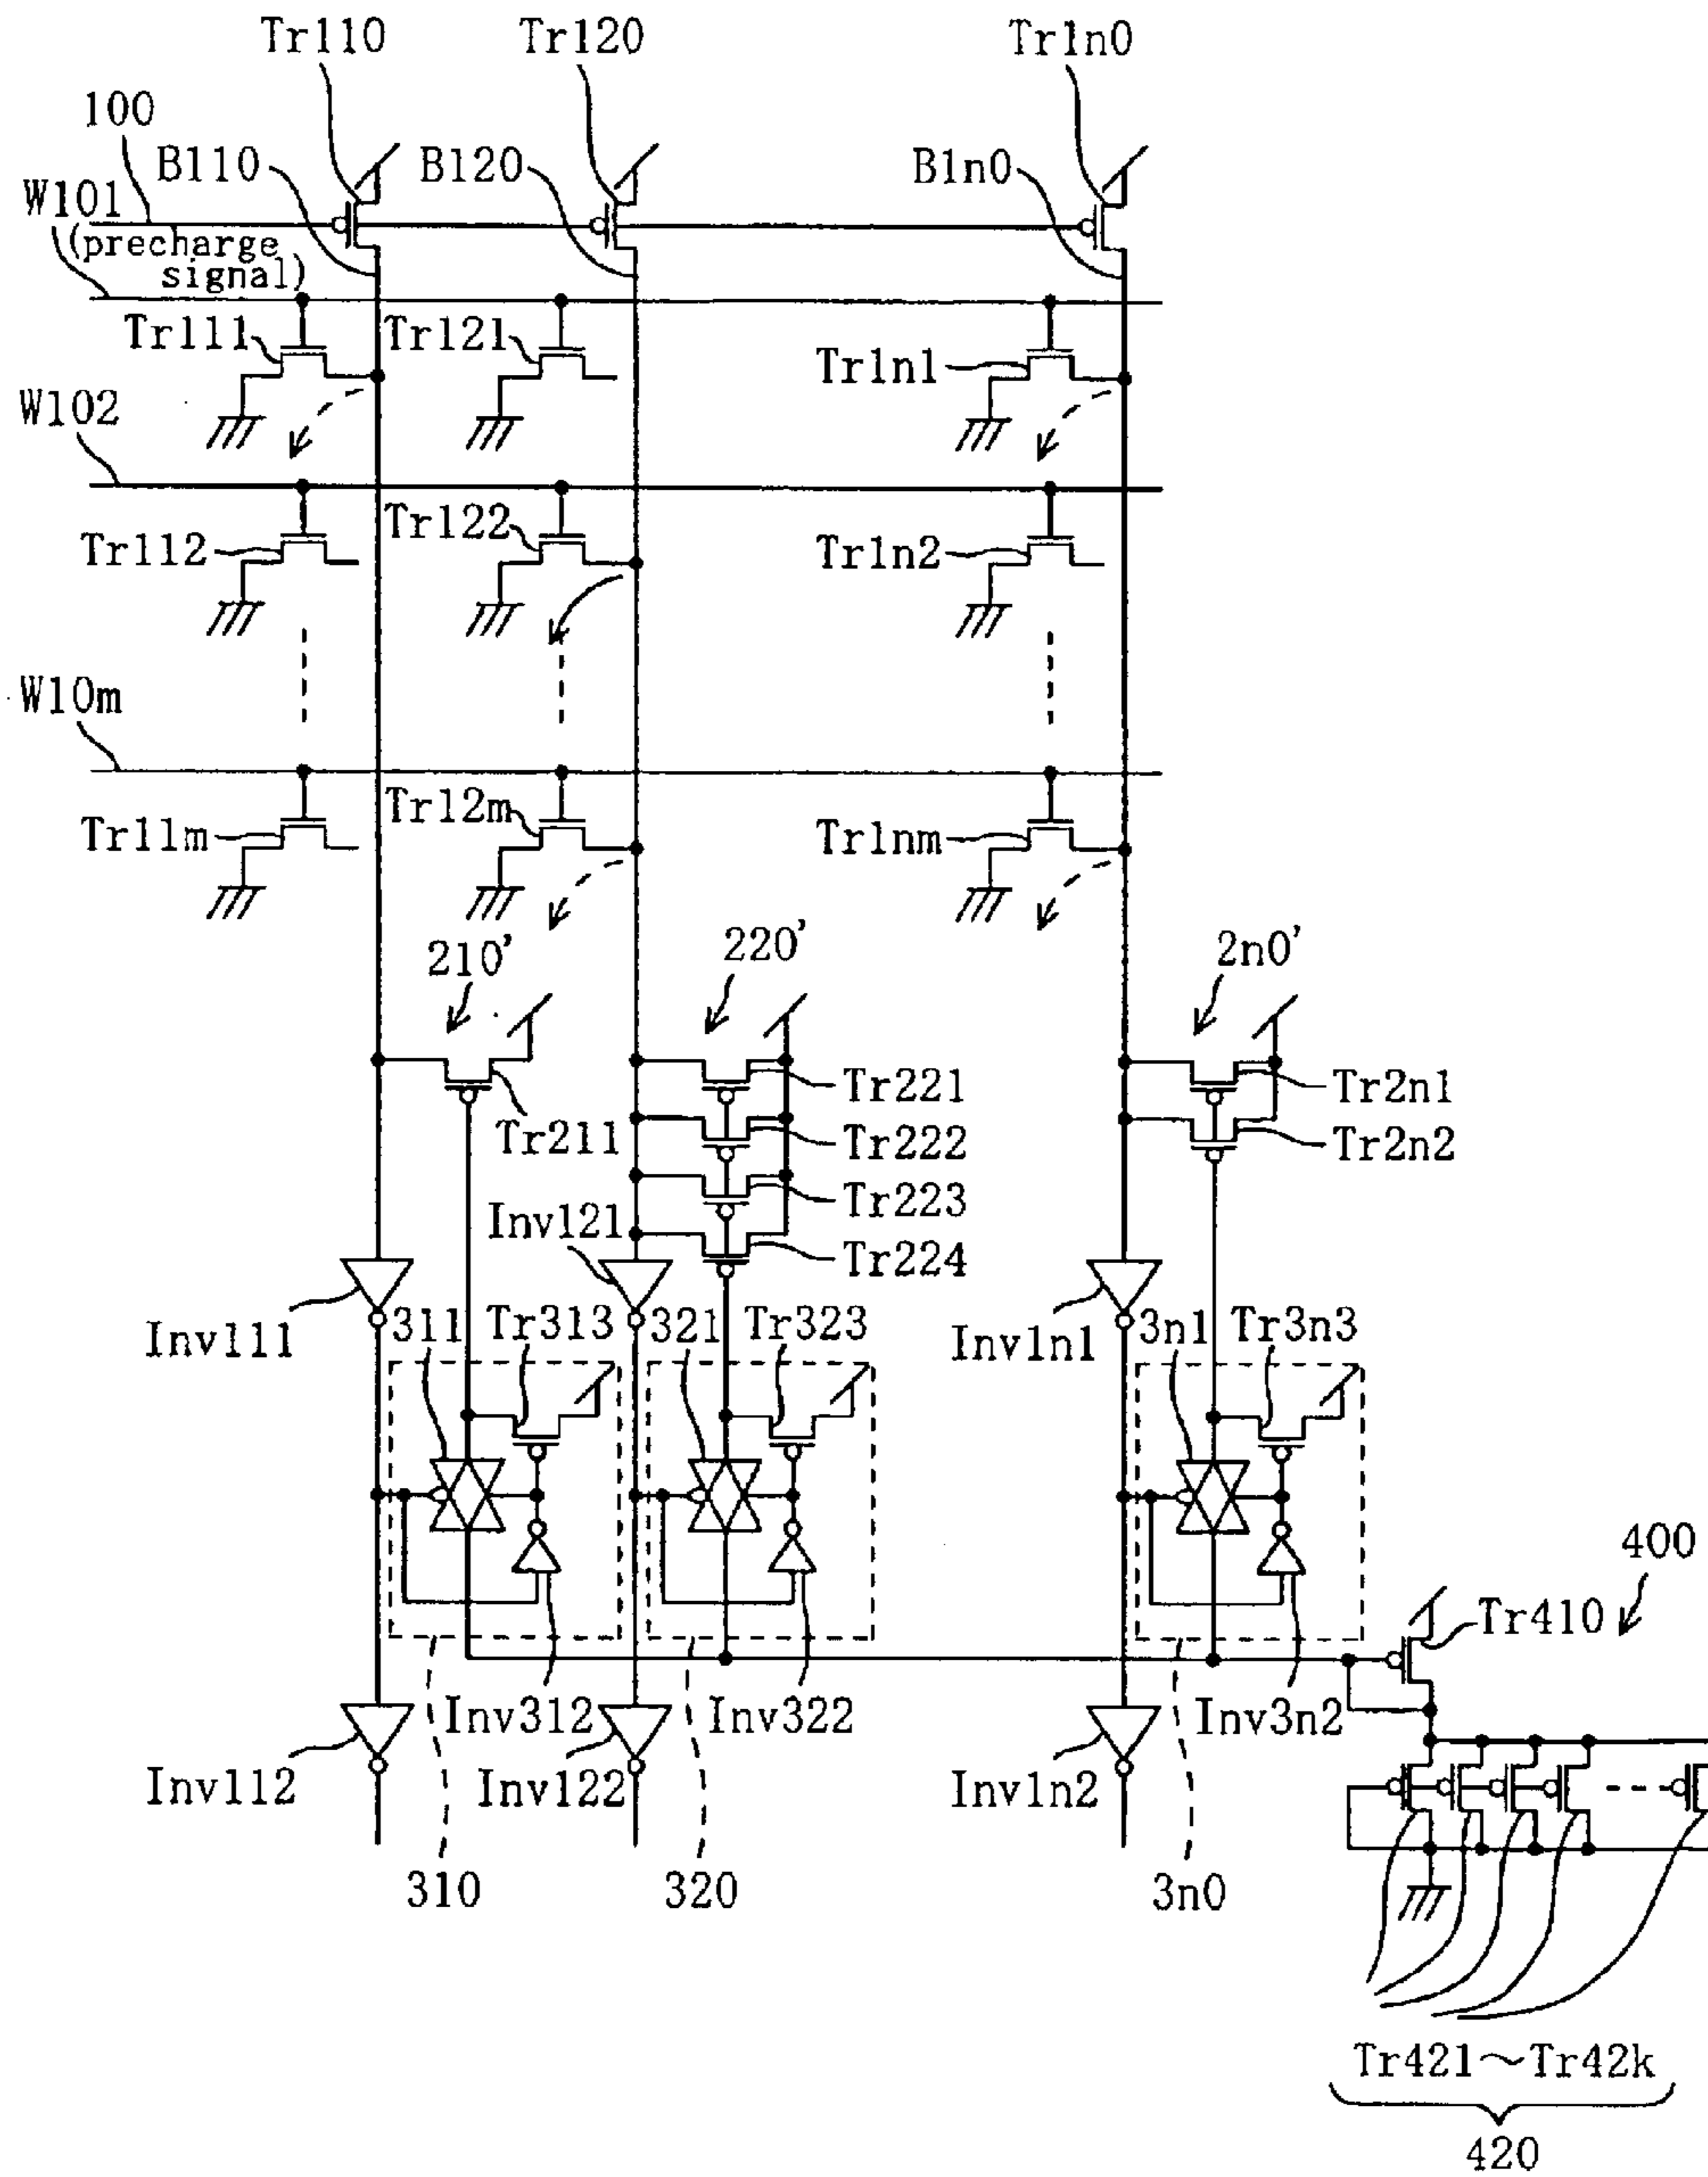 Tr110
Tr120
Tr1n0
100
B110
B120
B1n0
W101
(precharge
signal)
Tr111
Tr121
Tr1n1
W102
Tr112
Tr122
Tr1n2
W10m
Tr11m
Tr12m
Tr1nm
210'
220'
2n0'
Tr221
Tr2n1
Tr211
Tr222
Tr2n2
Tr223
Inv121
Tr224
Inv111
311
Tr313
321
Tr323
Inv1n1
3n1
Tr3n3
400
Tr410
Inv312
Inv322
Inv3n2
Inv112
Inv122
Inv1n2
310
320
3n0
Tr421～Tr42k
420